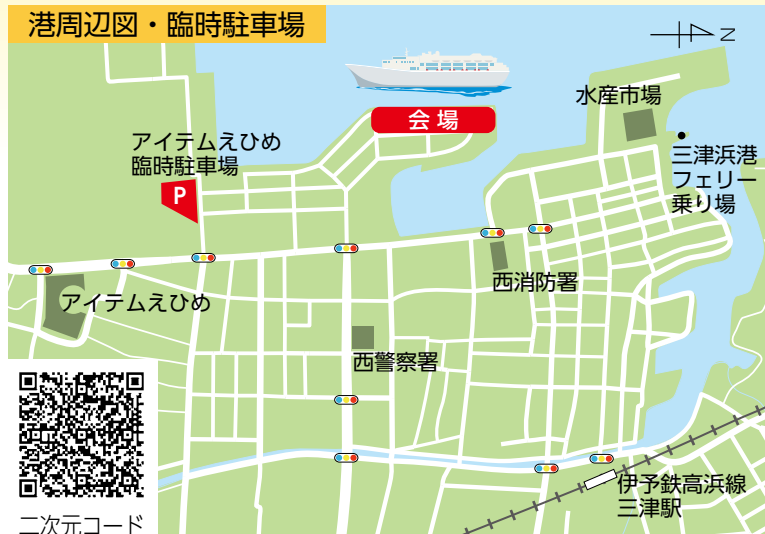 港周辺図・臨時駐車場
N
会場
水産市場
アイテムえひめ
臨時駐車場
P
三津浜港
フェリー
乗り場
西消防署
アイテムえひめ
西警察署
伊予鉄高浜線
三津駅
二次元コード